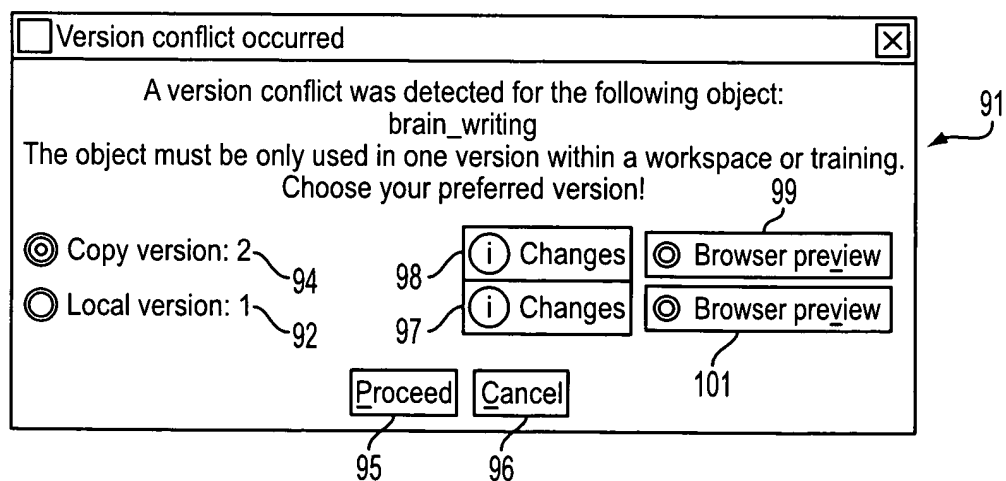 Version conflict occurred
A version conflict was detected for the following object:
brain_writing
The object must be only used in one version within a workspace or training.
Choose your preferred version!
91
99
Copy version: 2
94
98
i Changes
Browser preview
Local version: 1
92
97
i Changes
Browser preview
101
Proceed
Cancel
95
96